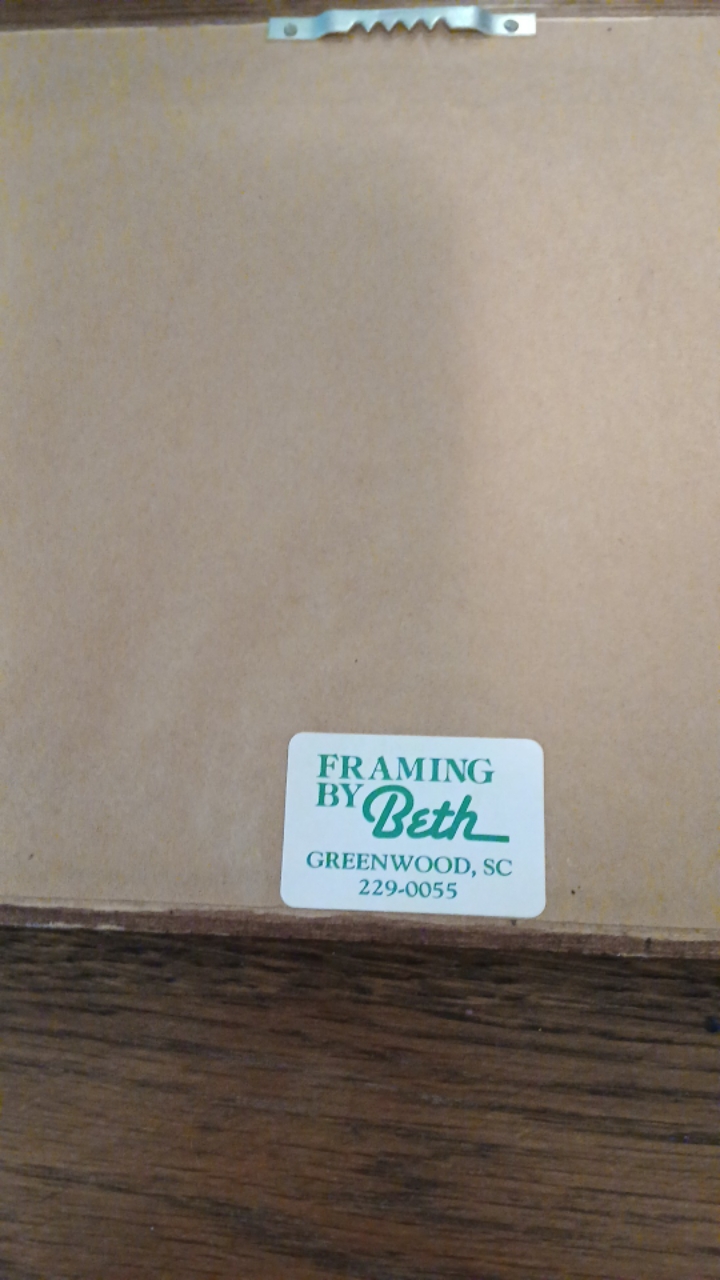 FRAMING
BY Beth
GREENWOOD, SC
229-0055